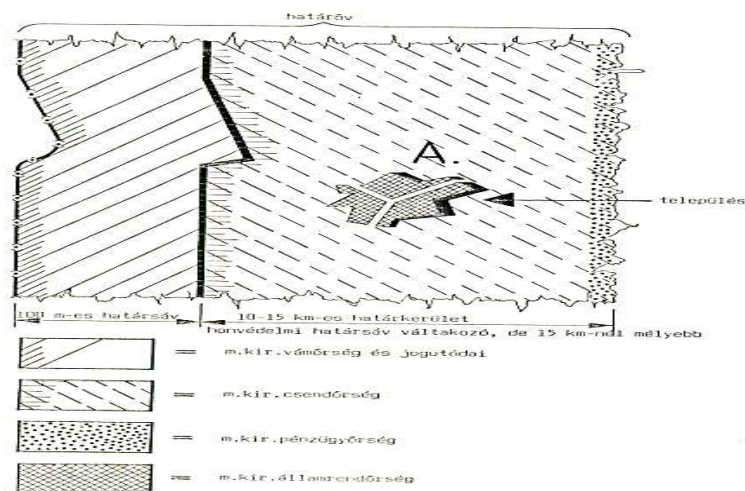 határöv
A.
település
100 m-es határsáv
10-15 km-es határkerület
honvédelmi határsáv váltakozó, de 15 km-nél mélyebb
= m.kir.vámőrség és jogutódai
= m.kir.csendőrség
= m.kir.pénzügyőrség
= m.kir.államrendőrség